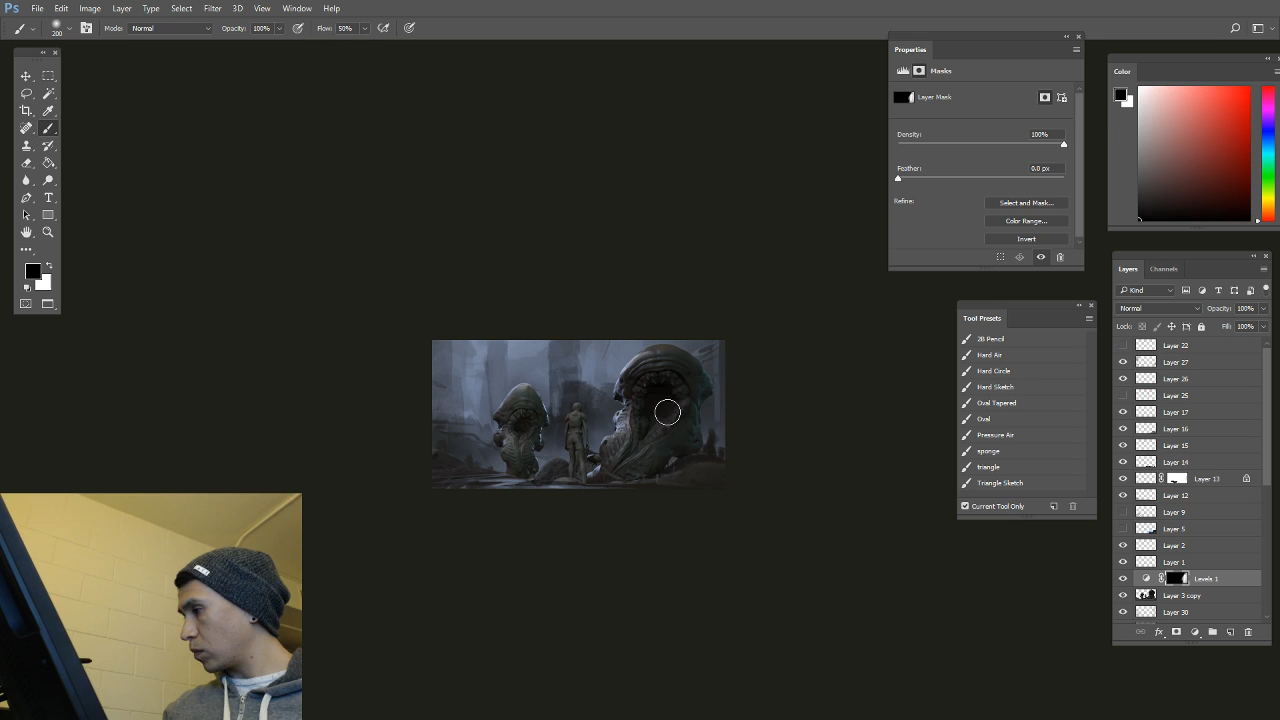 Ps File Edit Image Layer Type Select Filter 3D View Window Help
200 Mode: Normal Opacity: 100% Flow: 50%
Properties
Masks
Layer Mask
Density: 100%
Feather: 0.0 px
Refine: Select and Mask...
Color Range...
Invert
Color
Tool Presets
2B Pencil
Hard Air
Hard Circle
Hard Sketch
Oval Tapered
Oval
Pressure Air
sponge
triangle
Triangle Sketch
Current Tool Only
Layers Channels
Kind
Normal Opacity: 100%
Lock: Fill: 100%
Layer 22
Layer 27
Layer 26
Layer 25
Layer 17
Layer 16
Layer 15
Layer 14
Layer 13
Layer 12
Layer 9
Layer 5
Layer 2
Layer 1
Levels 1
Layer 3 copy
Layer 30